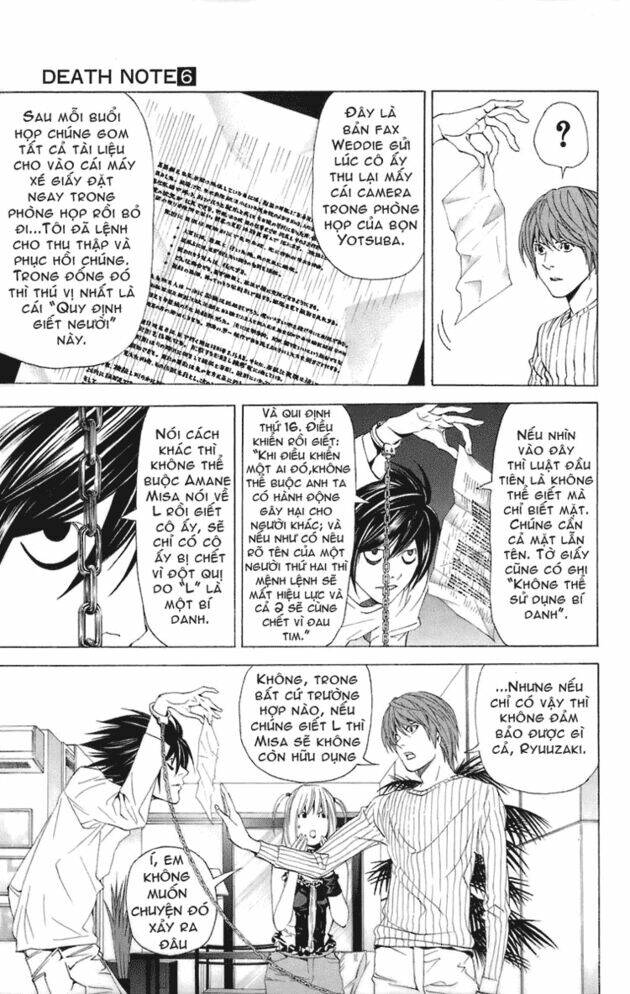 DEATH NOTE 6
?
ĐÂY LÀ
BẢN FAX
WEDDIE GỬI
LÚC CÔ ẤY
THU LẠI MẤY
CÁI CAMERA
TRONG PHÒNG
HỌP CỦA BỌN
YOTSUBA.
SAU MỖI BUỔI
HỌP CHÚNG GOM
TẤT CẢ TÀI LIỆU
CHO VÀO CÁI MÁY
XÉ GIẤY ĐẶT
NGAY TRONG
PHÒNG HỌP RỒI BỎ
ĐI...TÔI ĐÃ LỆNH
CHO THU THẬP VÀ
PHỤC HỒI CHÚNG.
TRONG ĐỐNG ĐÓ
THÌ THÚ VỊ NHẤT LÀ
CÁI "QUY ĐỊNH
GIẾT NGƯỜI"
NÀY.
NẾU NHÌN
VÀO ĐÂY
THÌ LUẬT ĐẦU
TIÊN LÀ KHÔNG
THỂ GIẾT MÀ
CHỈ BIẾT MẶT.
CHÚNG CẦN
CẢ MẶT LẪN
TÊN. TỜ GIẤY
CŨNG CÓ GHI
"KHÔNG THỂ
SỬ DỤNG BÍ
DANH".
VÀ QUI ĐỊNH
THỨ 16. ĐIỀU
KHIỂN RỒI GIẾT:
"KHI ĐIỀU KHIỂN
MỘT AI ĐÓ,KHÔNG
THỂ BUỘC ANH TA
CÓ HÀNH ĐỘNG
GÂY HẠI CHO
NGƯỜI KHÁC; VÀ
NẾU NHƯ CÓ NÊU
RÕ TÊN CỦA MỘT
NGƯỜI THỨ HAI THÌ
MỆNH LỆNH SẼ
MẤT HIỆU LỰC VÀ
CẢ 2 SẼ CÙNG
CHẾT VÌ ĐAU
TIM."
NÓI CÁCH
KHÁC THÌ
KHÔNG THỂ
BUỘC AMANE
MISA NÓI VỀ
L RỒI GIẾT
CÔ ẤY, SẼ
CHỈ CÓ CÔ
ẤY BỊ CHẾT
VÌ ĐỘT QUỊ
DO "L" LÀ
MỘT BÍ
DANH.
...NHƯNG NẾU
CHỈ CÓ VẬY THÌ
KHÔNG ĐẢM
BẢO ĐƯỢC GÌ
CẢ, RYUUZAKI.
KHÔNG, TRONG
BẤT CỨ TRƯỜNG
HỢP NÀO, NẾU
CHÚNG GIẾT L THÌ
MISA SẼ KHÔNG
CÒN HỮU DỤNG
Í, EM
KHÔNG
MUỐN
CHUYỆN ĐÓ
XẢY RA
ĐÂU